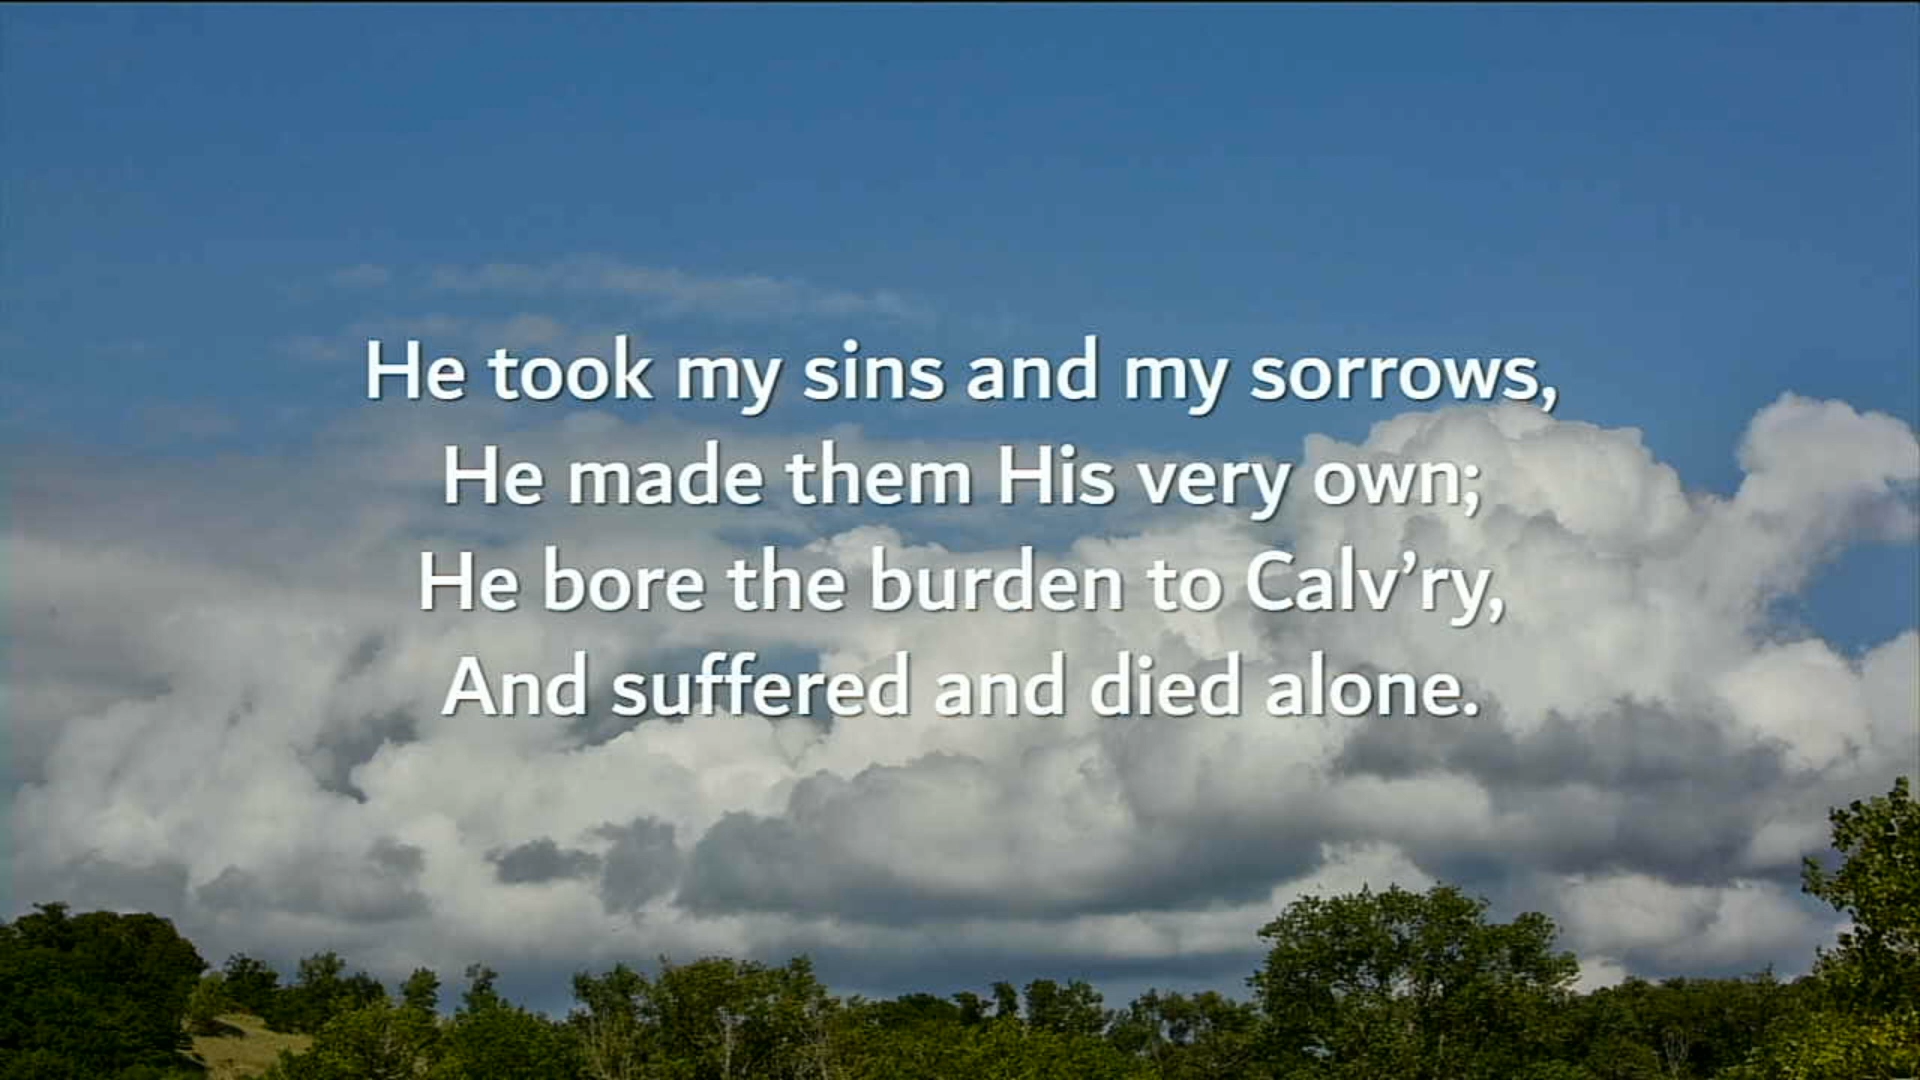 He took my sins and my sorrows,
He made them His very own;
He bore the burden to Calv’ry,
And suffered and died alone.